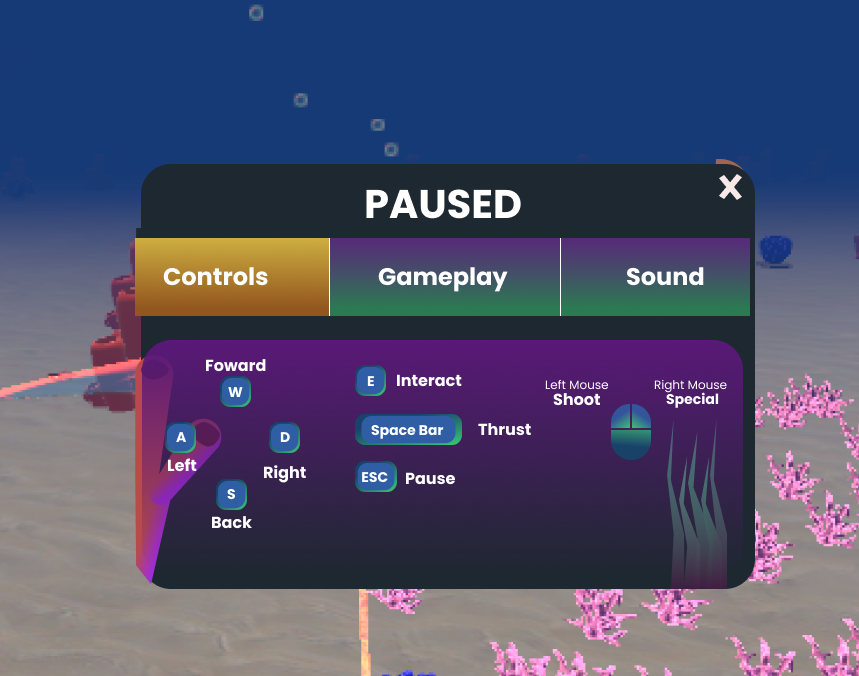 X
PAUSED
Controls
Gameplay
Sound
Foward
W
A
Left
D
Right
S
Back
E Interact
Space Bar Thrust
ESC Pause
Left Mouse
Shoot
Right Mouse
Special